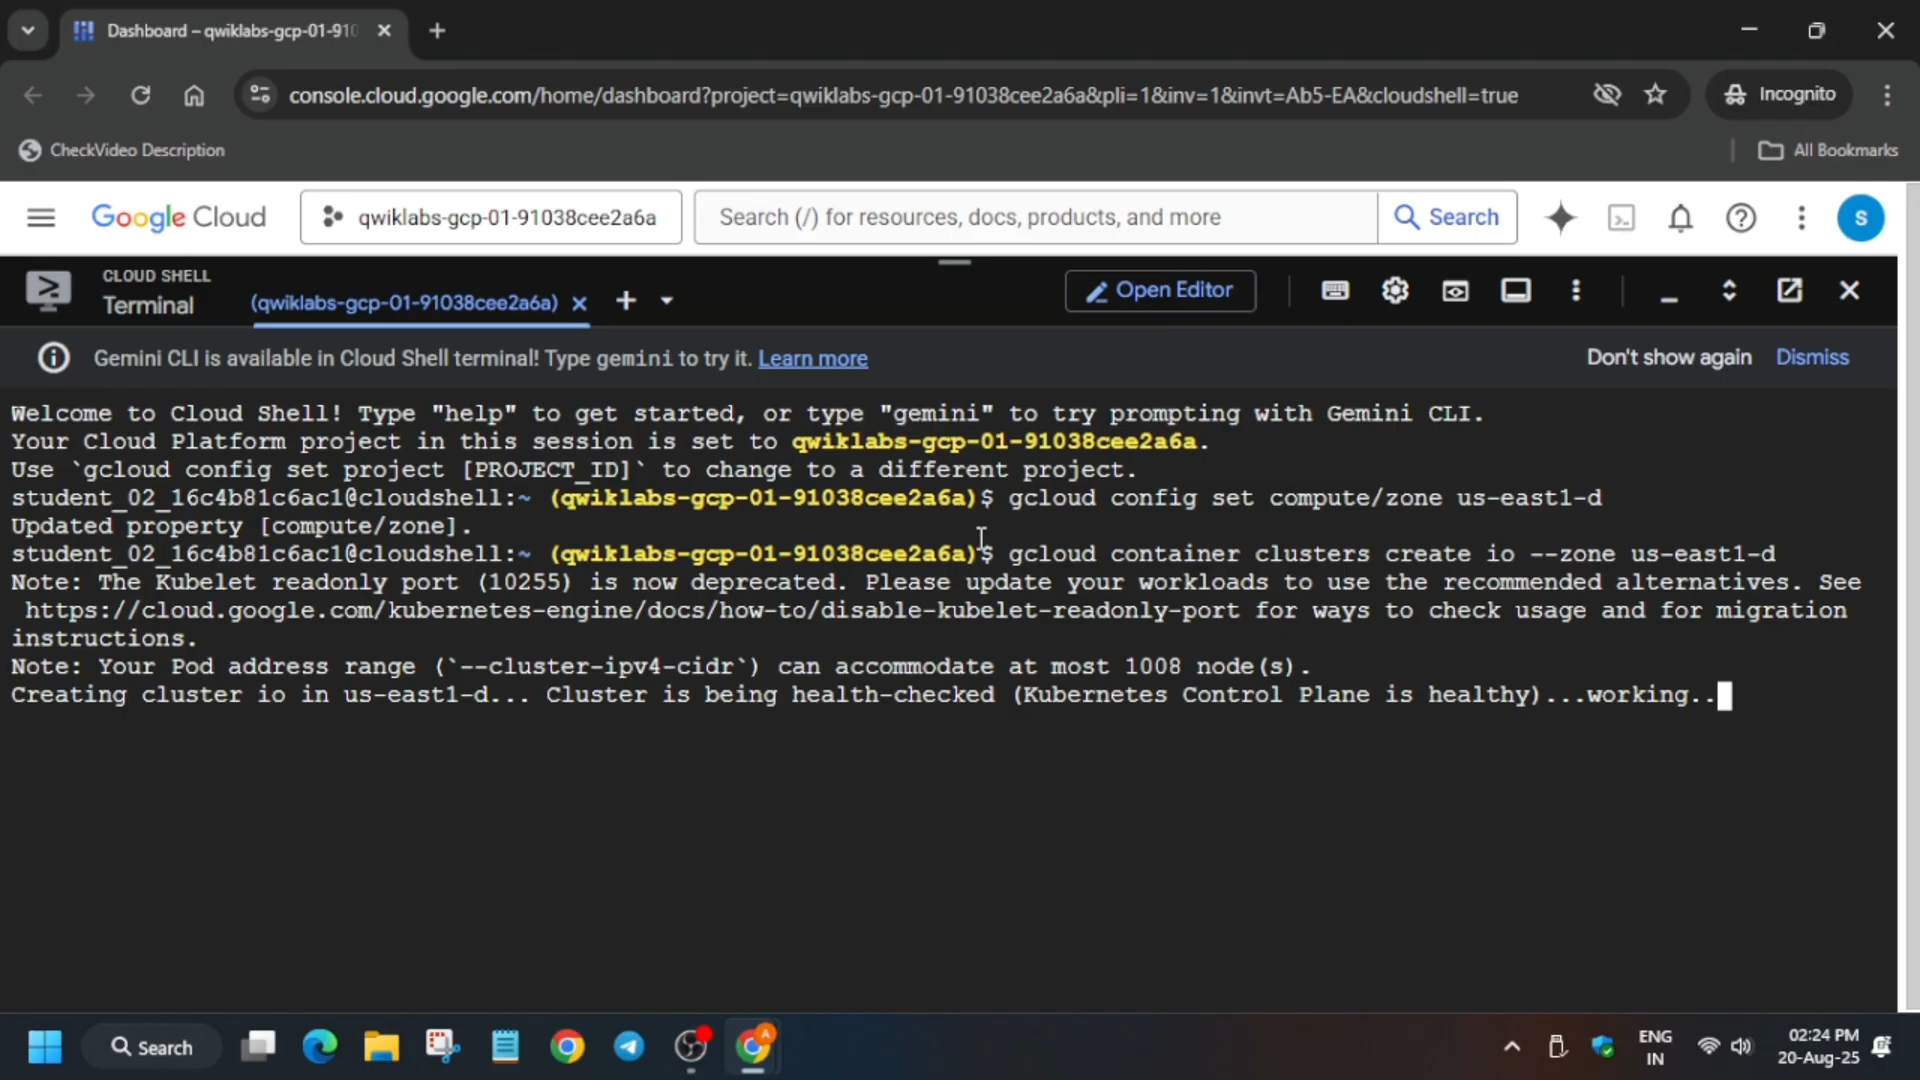 Dashboard – qwiklabs-gcp-01-910
console.cloud.google.com/home/dashboard?project=qwiklabs-gcp-01-91038cee2a6a&pli=1&inv=1&invt=Ab5-EA&cloudshell=true
Incognito
CheckVideo Description
All Bookmarks
Google Cloud
qwiklabs-gcp-01-91038cee2a6a
Search (/) for resources, docs, products, and more
Search
S
CLOUD SHELL
Terminal
(qwiklabs-gcp-01-91038cee2a6a)
Open Editor
Gemini CLI is available in Cloud Shell terminal! Type gemini to try it. Learn more
Don't show again
Dismiss
Welcome to Cloud Shell! Type "help" to get started, or type "gemini" to try prompting with Gemini CLI.
Your Cloud Platform project in this session is set to qwiklabs-gcp-01-91038cee2a6a.
Use `gcloud config set project [PROJECT_ID]` to change to a different project.
student_02_16c4b81c6ac1@cloudshell:~ (qwiklabs-gcp-01-91038cee2a6a)$ gcloud config set compute/zone us-east1-d
Updated property [compute/zone].
student_02_16c4b81c6ac1@cloudshell:~ (qwiklabs-gcp-01-91038cee2a6a)$ gcloud container clusters create io --zone us-east1-d
Note: The Kubelet readonly port (10255) is now deprecated. Please update your workloads to use the recommended alternatives. See
https://cloud.google.com/kubernetes-engine/docs/how-to/disable-kubelet-readonly-port for ways to check usage and for migration
instructions.
Note: Your Pod address range (`--cluster-ipv4-cidr`) can accommodate at most 1008 node(s).
Creating cluster io in us-east1-d... Cluster is being health-checked (Kubernetes Control Plane is healthy)...working..
Search
A
ENG
IN
02:24 PM
20-Aug-25